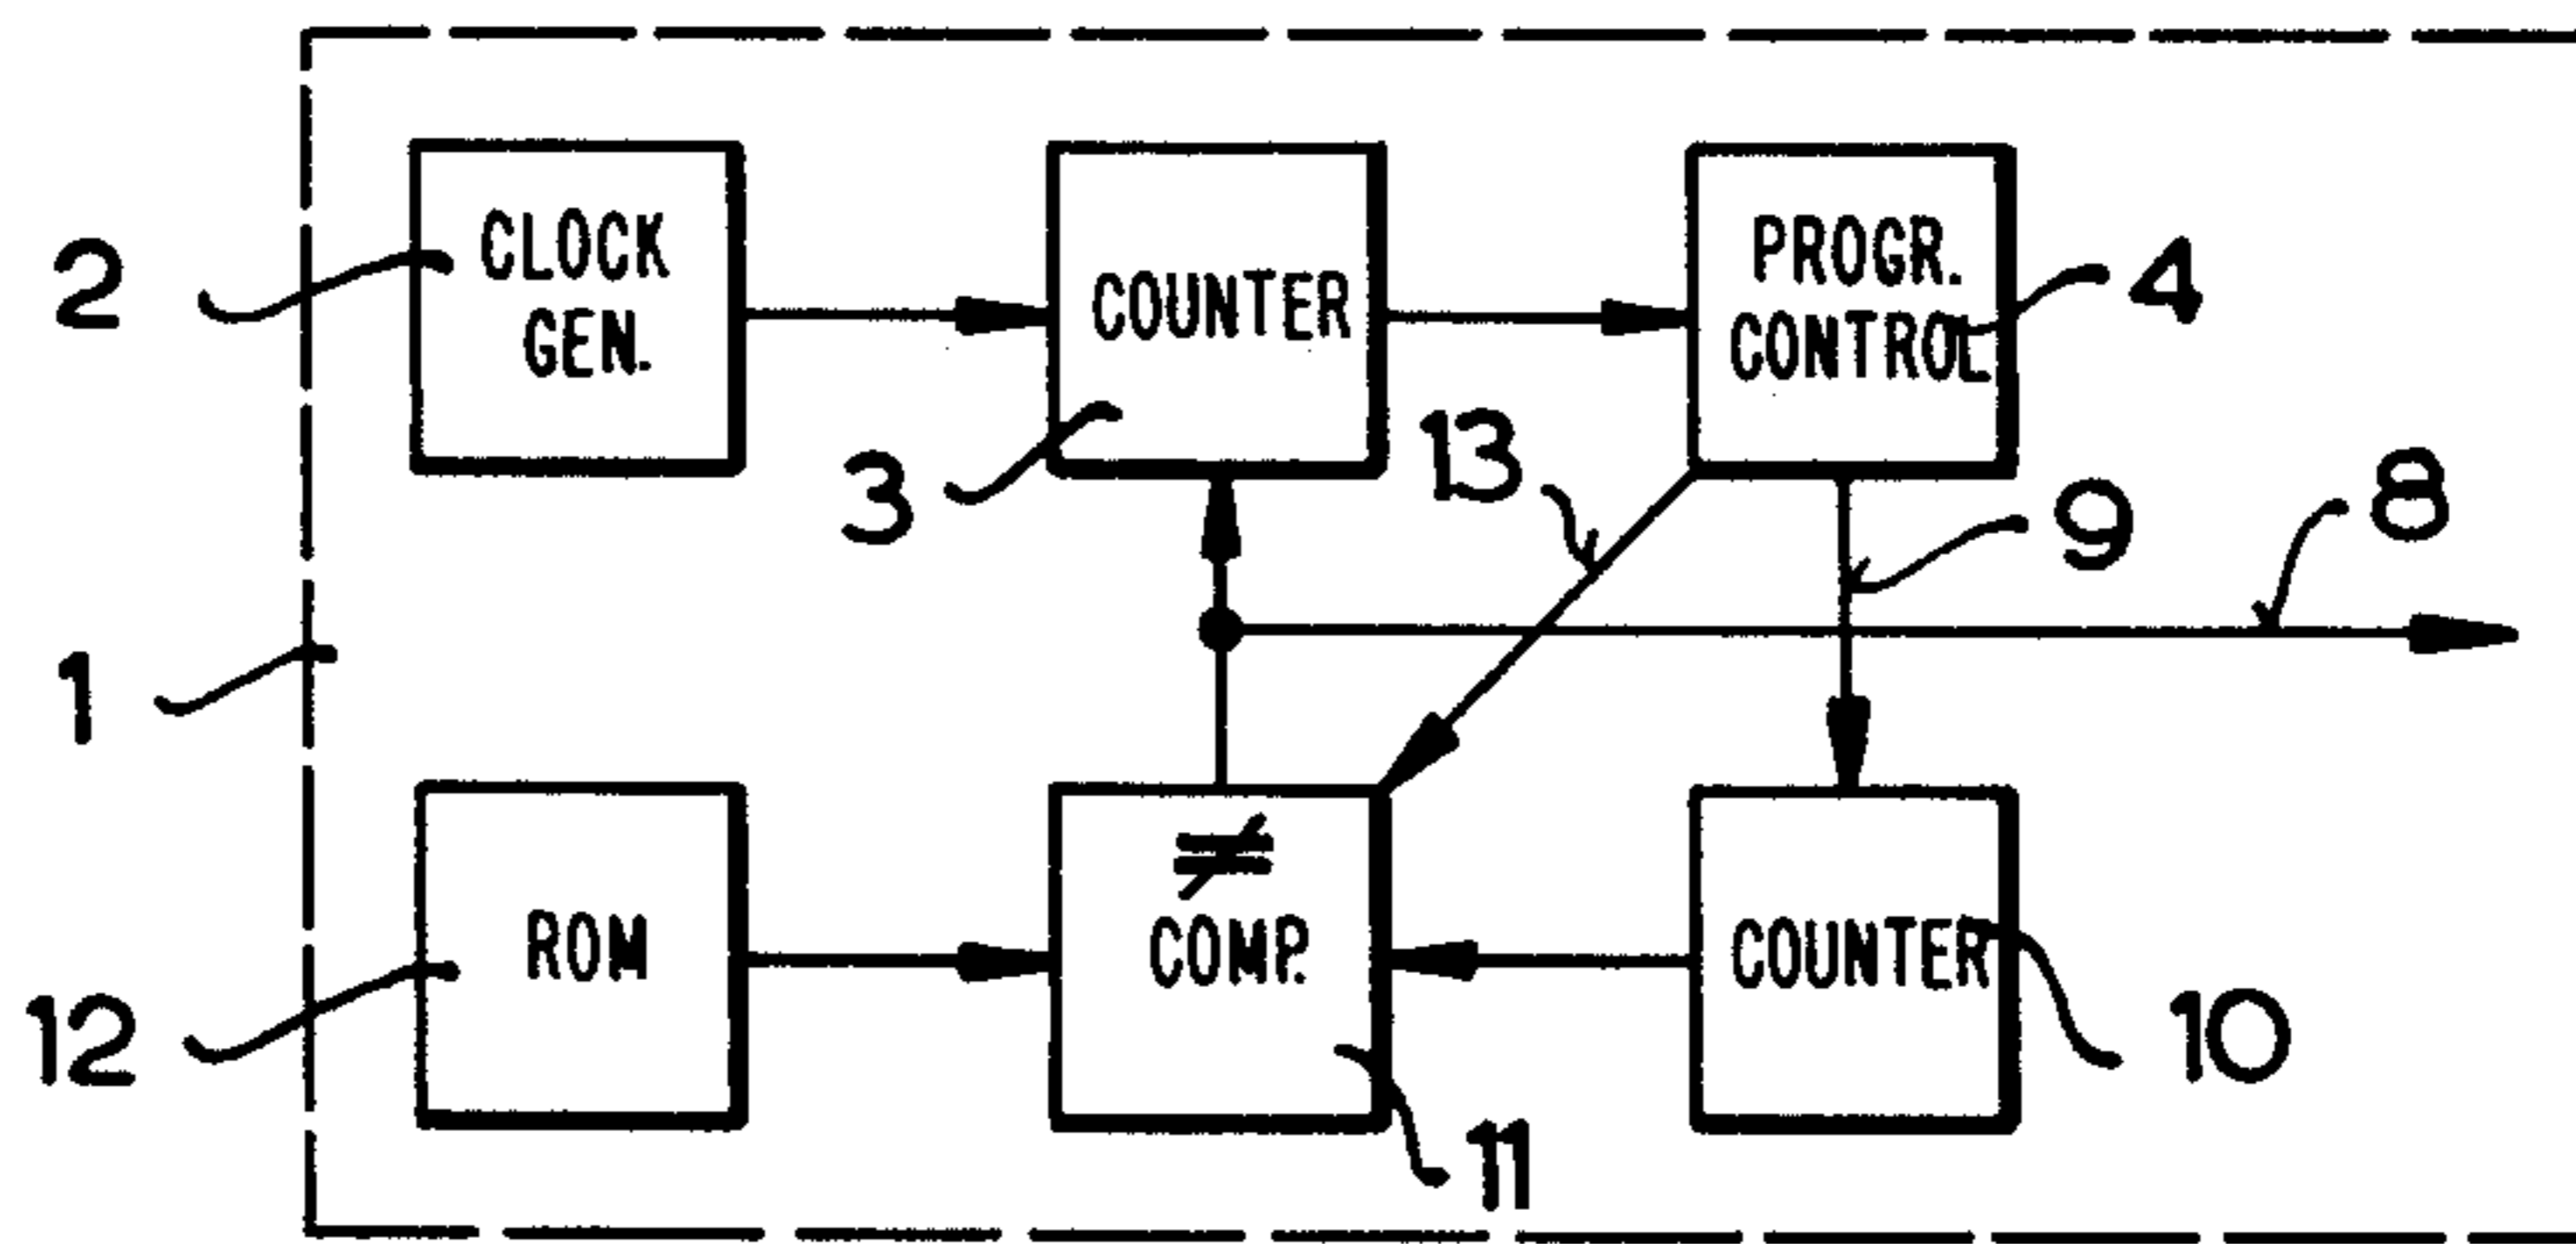 2
CLOCK
GEN.
COUNTER
3
PROGR.
CONTROL
4
13
9
8
1
ROM
12
≠
COMP.
11
COUNTER
10